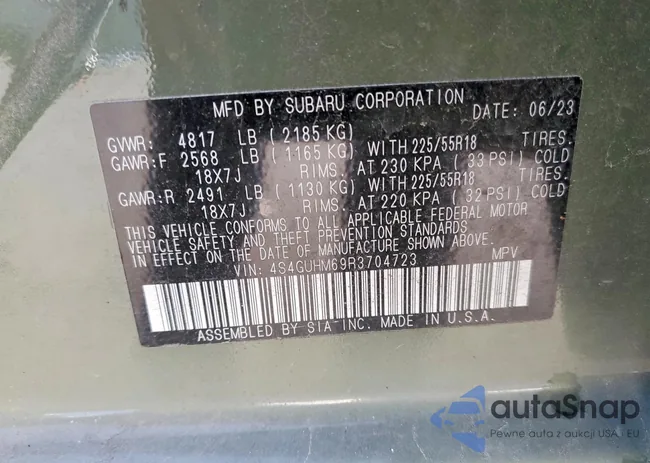 MFD BY SUBARU CORPORATION DATE: 06/23
GVWR: 4817 LB (2185 KG)
GAWR:F 2568 LB (1165 KG) WITH 225/55R18 TIRES.
18X7J RIMS. AT 230 KPA (33 PSI) COLD
GAWR:R 2491 LB (1130 KG) WITH 225/55R18 TIRES.
18X7J RIMS. AT 220 KPA (32 PSI) COLD
THIS VEHICLE CONFORMS TO ALL APPLICABLE FEDERAL MOTOR
VEHICLE SAFETY AND BUMPER AND THEFT PREVENTION STANDARDS
IN EFFECT ON THE DATE OF MANUFACTURE SHOWN ABOVE.
VIN: 4S4GUHM69R3704723 MPV
ASSEMBLED BY SIA INC. MADE IN U.S.A.
autaSnap
Pewne auta z aukcji USA - EU